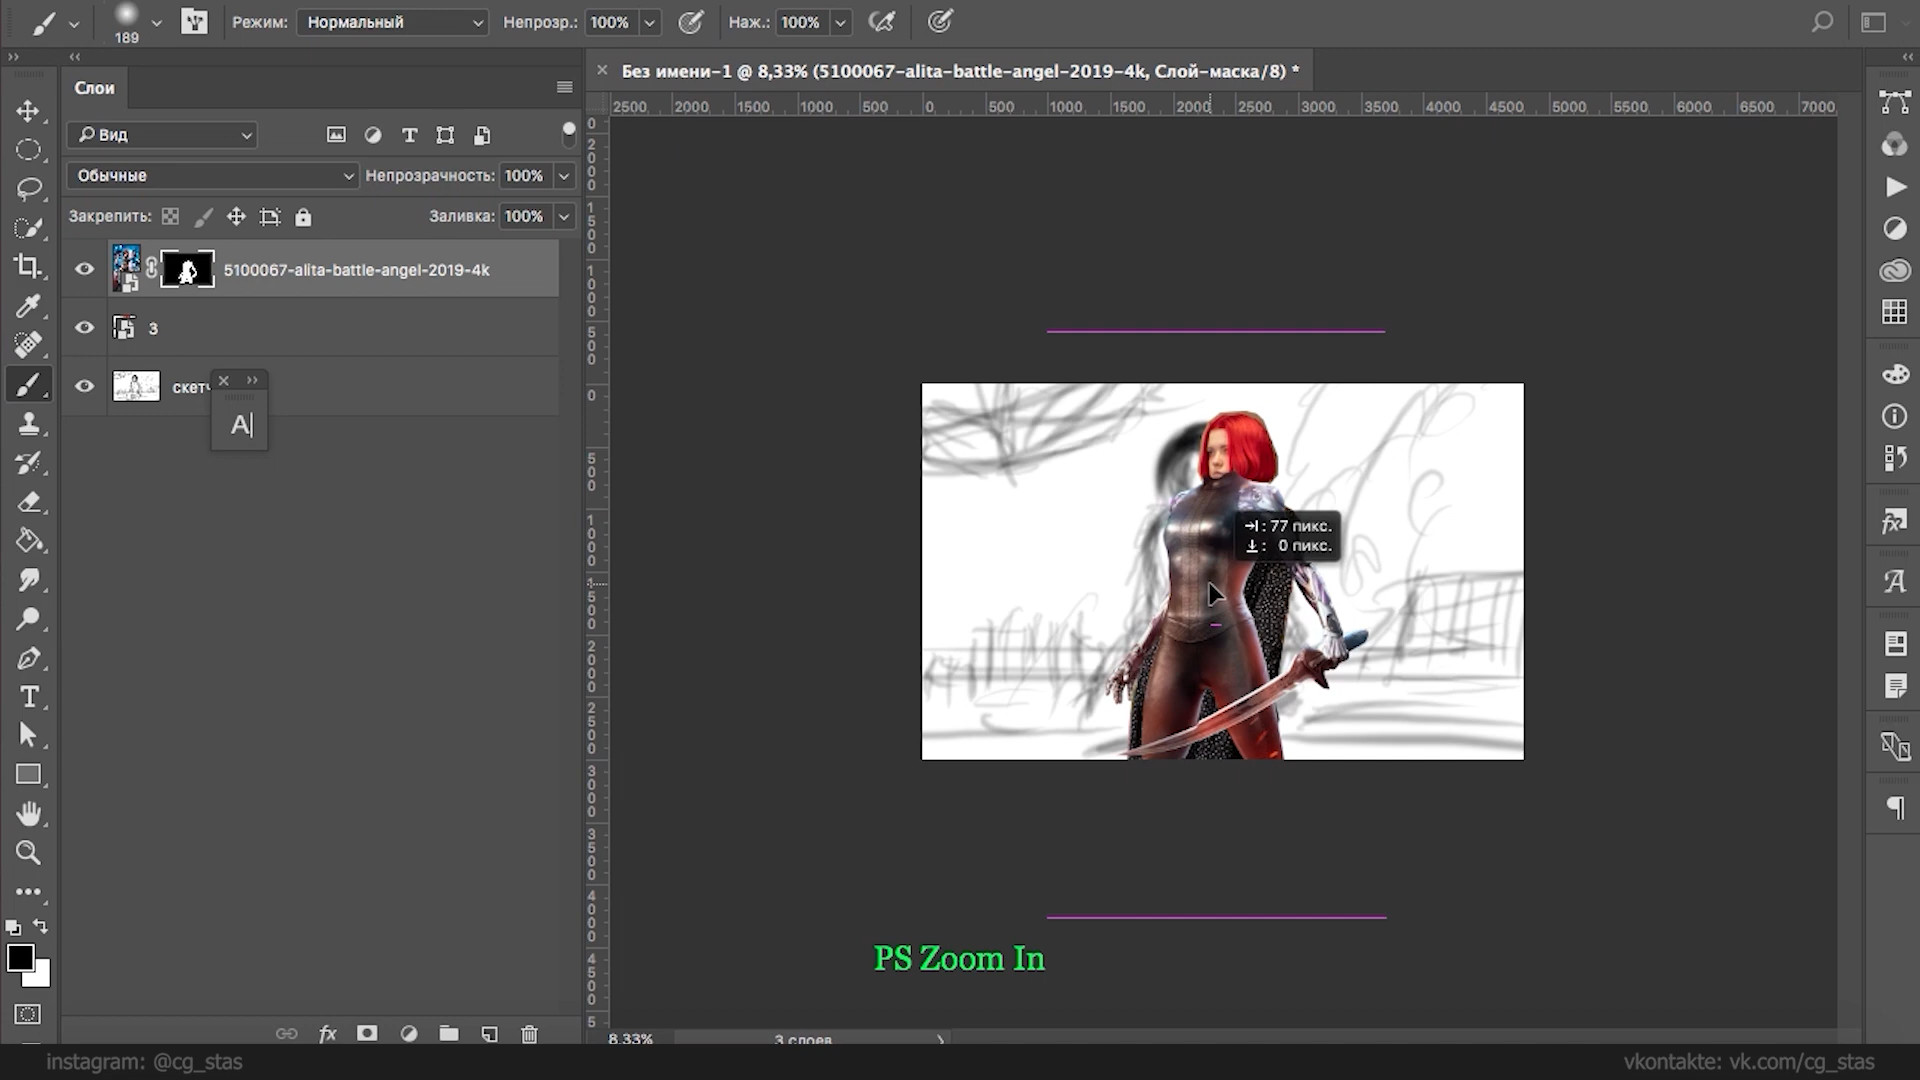 189
Режим: Нормальный Непрозр.: 100% Наж.: 100%
Слои
Без имени-1 @ 8,33% (5100067-alita-battle-angel-2019-4k, Слой-маска/8) *
2500 2000 1500 1000 500 0 500 1000 1500 2000 2500 3000 3500 4000 4500 5000 5500 6000 6500 7000
Вид
Обычные Непрозрачность: 100%
Закрепить: Заливка: 100%
5100067-alita-battle-angel-2019-4k
3
скетч
A
: 77 пикс.
: 0 пикс.
PS Zoom In
8,33% 3 слоев
instagram: @cg_stas
vkontakte: vk.com/cg_stas